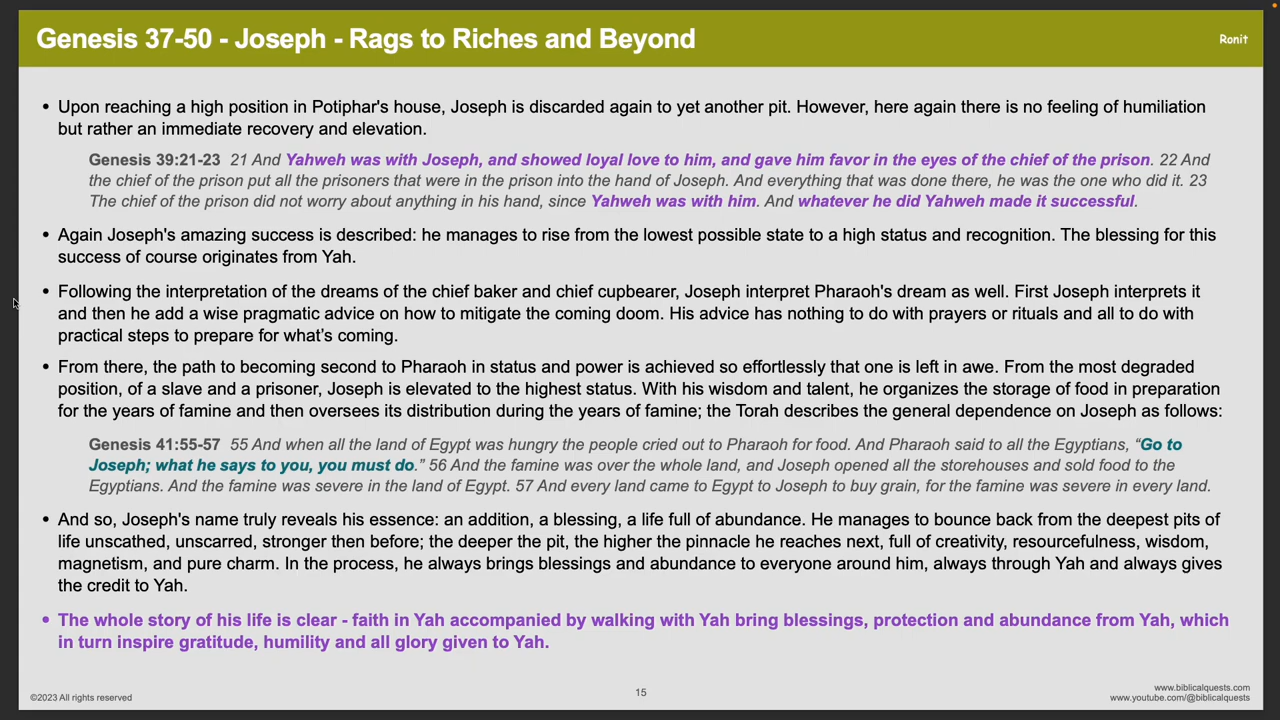 Genesis 37-50 - Joseph - Rags to Riches and Beyond
Ronit
• Upon reaching a high position in Potiphar's house, Joseph is discarded again to yet another pit. However, here again there is no feeling of humiliation
but rather an immediate recovery and elevation.
Genesis 39:21-23 21 And Yahweh was with Joseph, and showed loyal love to him, and gave him favor in the eyes of the chief of the prison. 22 And
the chief of the prison put all the prisoners that were in the prison into the hand of Joseph. And everything that was done there, he was the one who did it. 23
The chief of the prison did not worry about anything in his hand, since Yahweh was with him. And whatever he did Yahweh made it successful.
• Again Joseph's amazing success is described: he manages to rise from the lowest possible state to a high status and recognition. The blessing for this
success of course originates from Yah.
• Following the interpretation of the dreams of the chief baker and chief cupbearer, Joseph interpret Pharaoh's dream as well. First Joseph interprets it
and then he add a wise pragmatic advice on how to mitigate the coming doom. His advice has nothing to do with prayers or rituals and all to do with
practical steps to prepare for what’s coming.
• From there, the path to becoming second to Pharaoh in status and power is achieved so effortlessly that one is left in awe. From the most degraded
position, of a slave and a prisoner, Joseph is elevated to the highest status. With his wisdom and talent, he organizes the storage of food in preparation
for the years of famine and then oversees its distribution during the years of famine; the Torah describes the general dependence on Joseph as follows:
Genesis 41:55-57 55 And when all the land of Egypt was hungry the people cried out to Pharaoh for food. And Pharaoh said to all the Egyptians, “Go to
Joseph; what he says to you, you must do.” 56 And the famine was over the whole land, and Joseph opened all the storehouses and sold food to the
Egyptians. And the famine was severe in the land of Egypt. 57 And every land came to Egypt to Joseph to buy grain, for the famine was severe in every land.
• And so, Joseph's name truly reveals his essence: an addition, a blessing, a life full of abundance. He manages to bounce back from the deepest pits of
life unscathed, unscarred, stronger then before; the deeper the pit, the higher the pinnacle he reaches next, full of creativity, resourcefulness, wisdom,
magnetism, and pure charm. In the process, he always brings blessings and abundance to everyone around him, always through Yah and always gives
the credit to Yah.
• The whole story of his life is clear - faith in Yah accompanied by walking with Yah bring blessings, protection and abundance from Yah, which
in turn inspire gratitude, humility and all glory given to Yah.
©2023 All rights reserved
15
www.biblicalquests.com
www.youtube.com/@biblicalquests